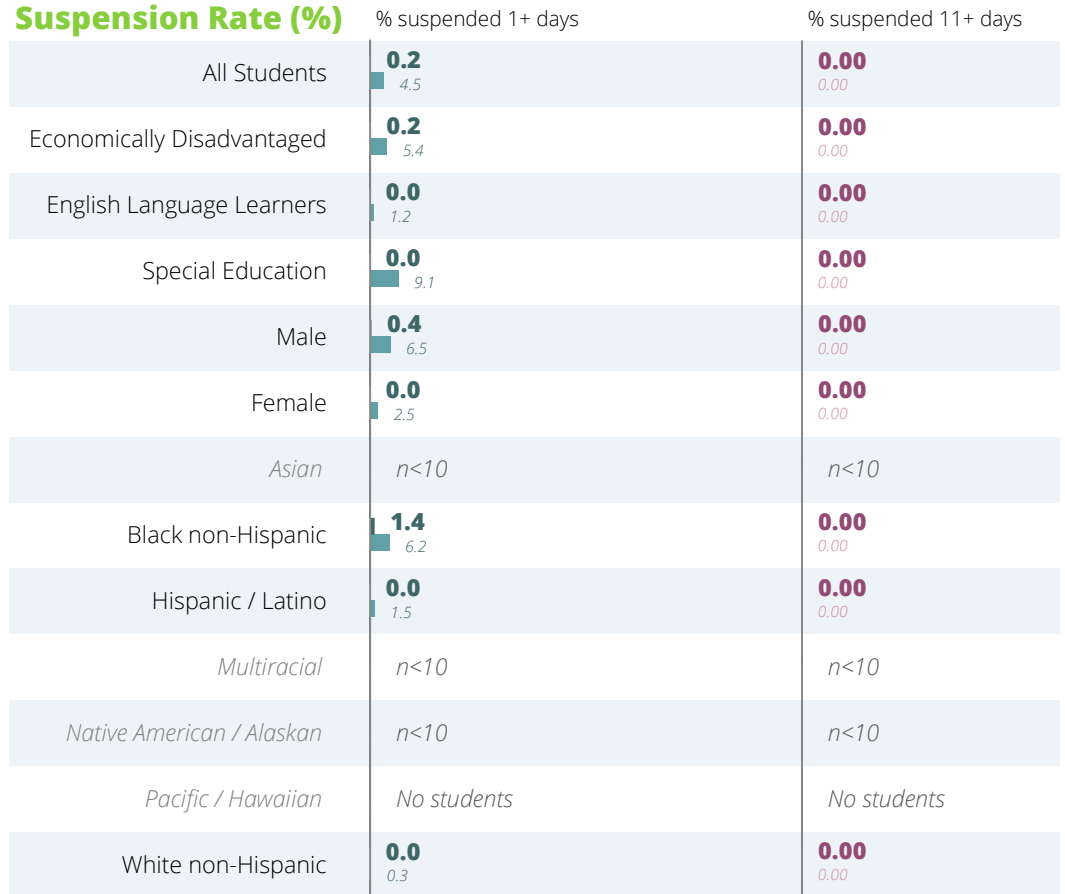 Suspension Rate (%) % suspended 1+ days % suspended 11+ days
All Students 0.2 0.00
4.5 0.00
Economically Disadvantaged 0.2 0.00
5.4 0.00
English Language Learners 0.0 0.00
1.2 0.00
Special Education 0.0 0.00
9.1 0.00
Male 0.4 0.00
6.5 0.00
Female 0.0 0.00
2.5 0.00
Asian n<10 n<10
Black non-Hispanic 1.4 0.00
6.2 0.00
Hispanic / Latino 0.0 0.00
1.5 0.00
Multiracial n<10 n<10
Native American / Alaskan n<10 n<10
Pacific / Hawaiian No students No students
White non-Hispanic 0.0 0.00
0.3 0.00